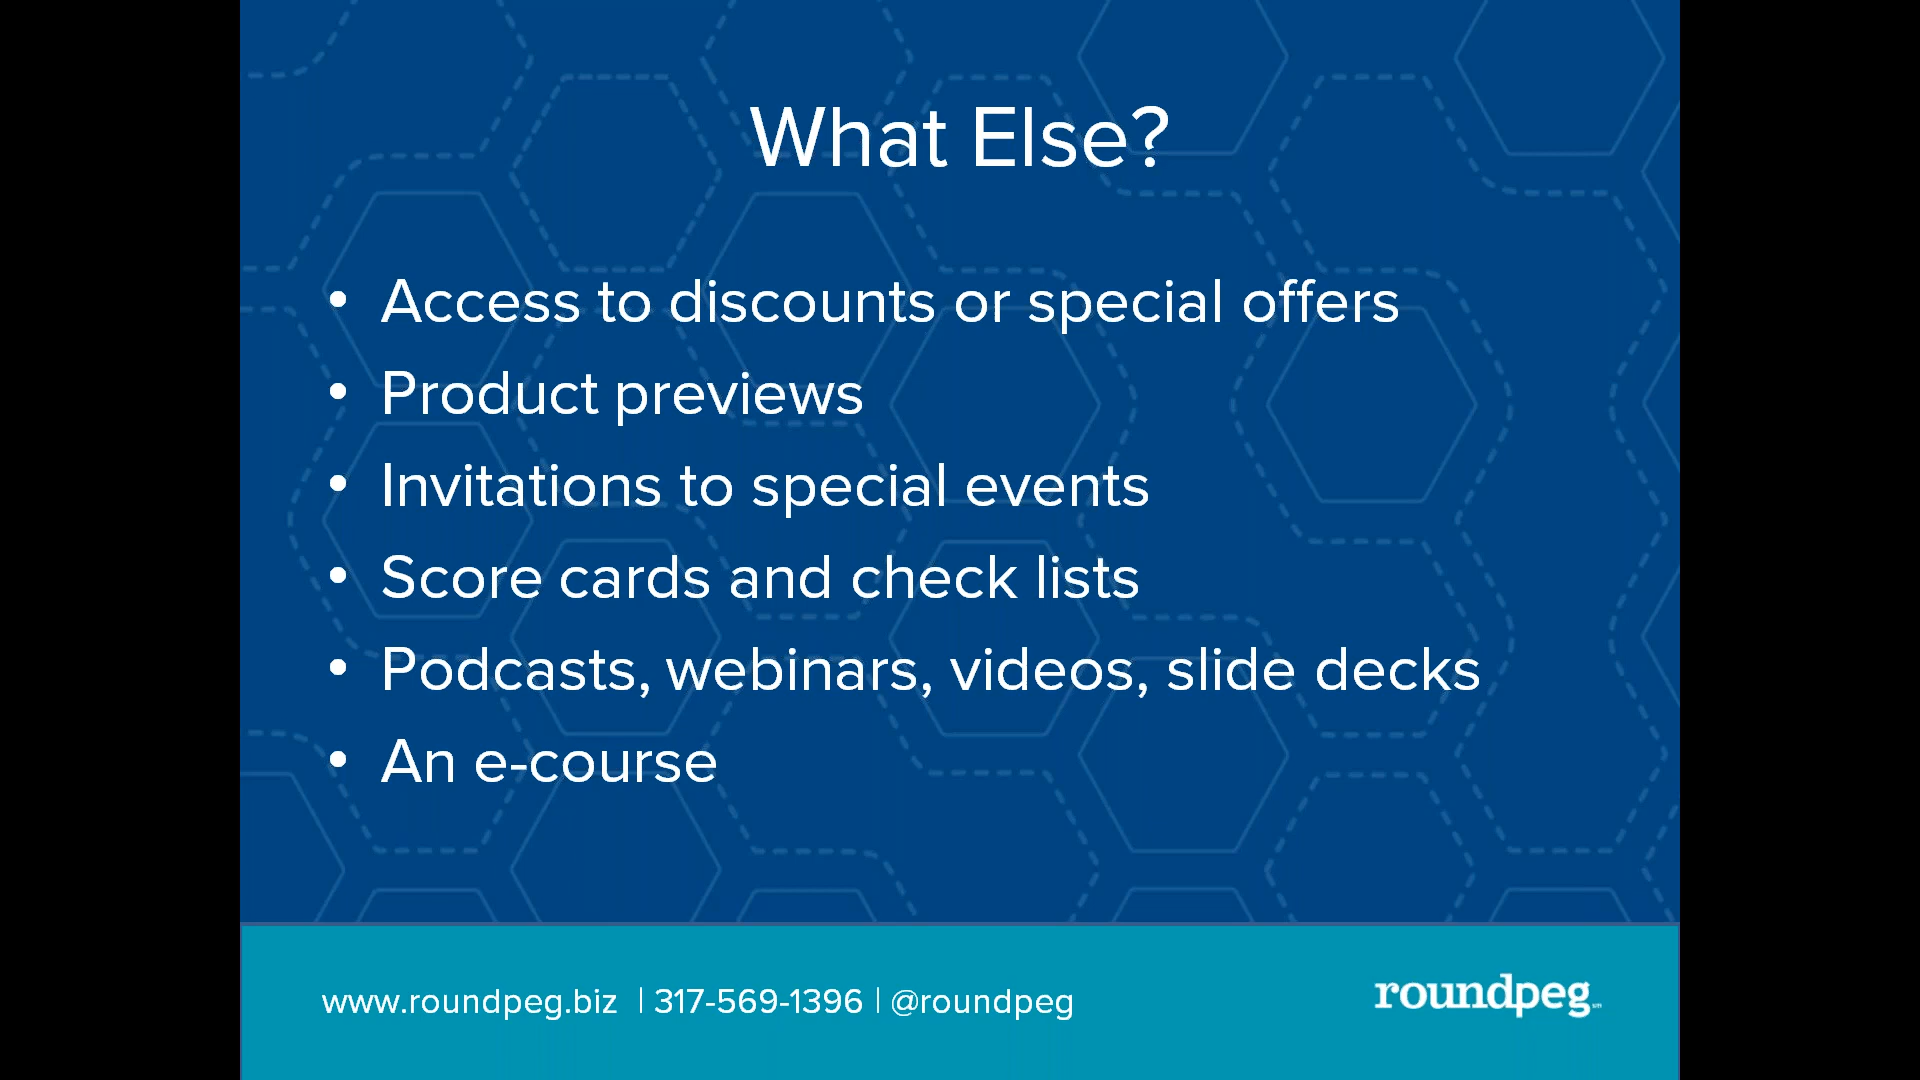 What Else?
• Access to discounts or special offers
• Product previews
• Invitations to special events
• Score cards and check lists
• Podcasts, webinars, videos, slide decks
• An e-course
www.roundpeg.biz | 317-569-1396 | @roundpeg
roundpeg